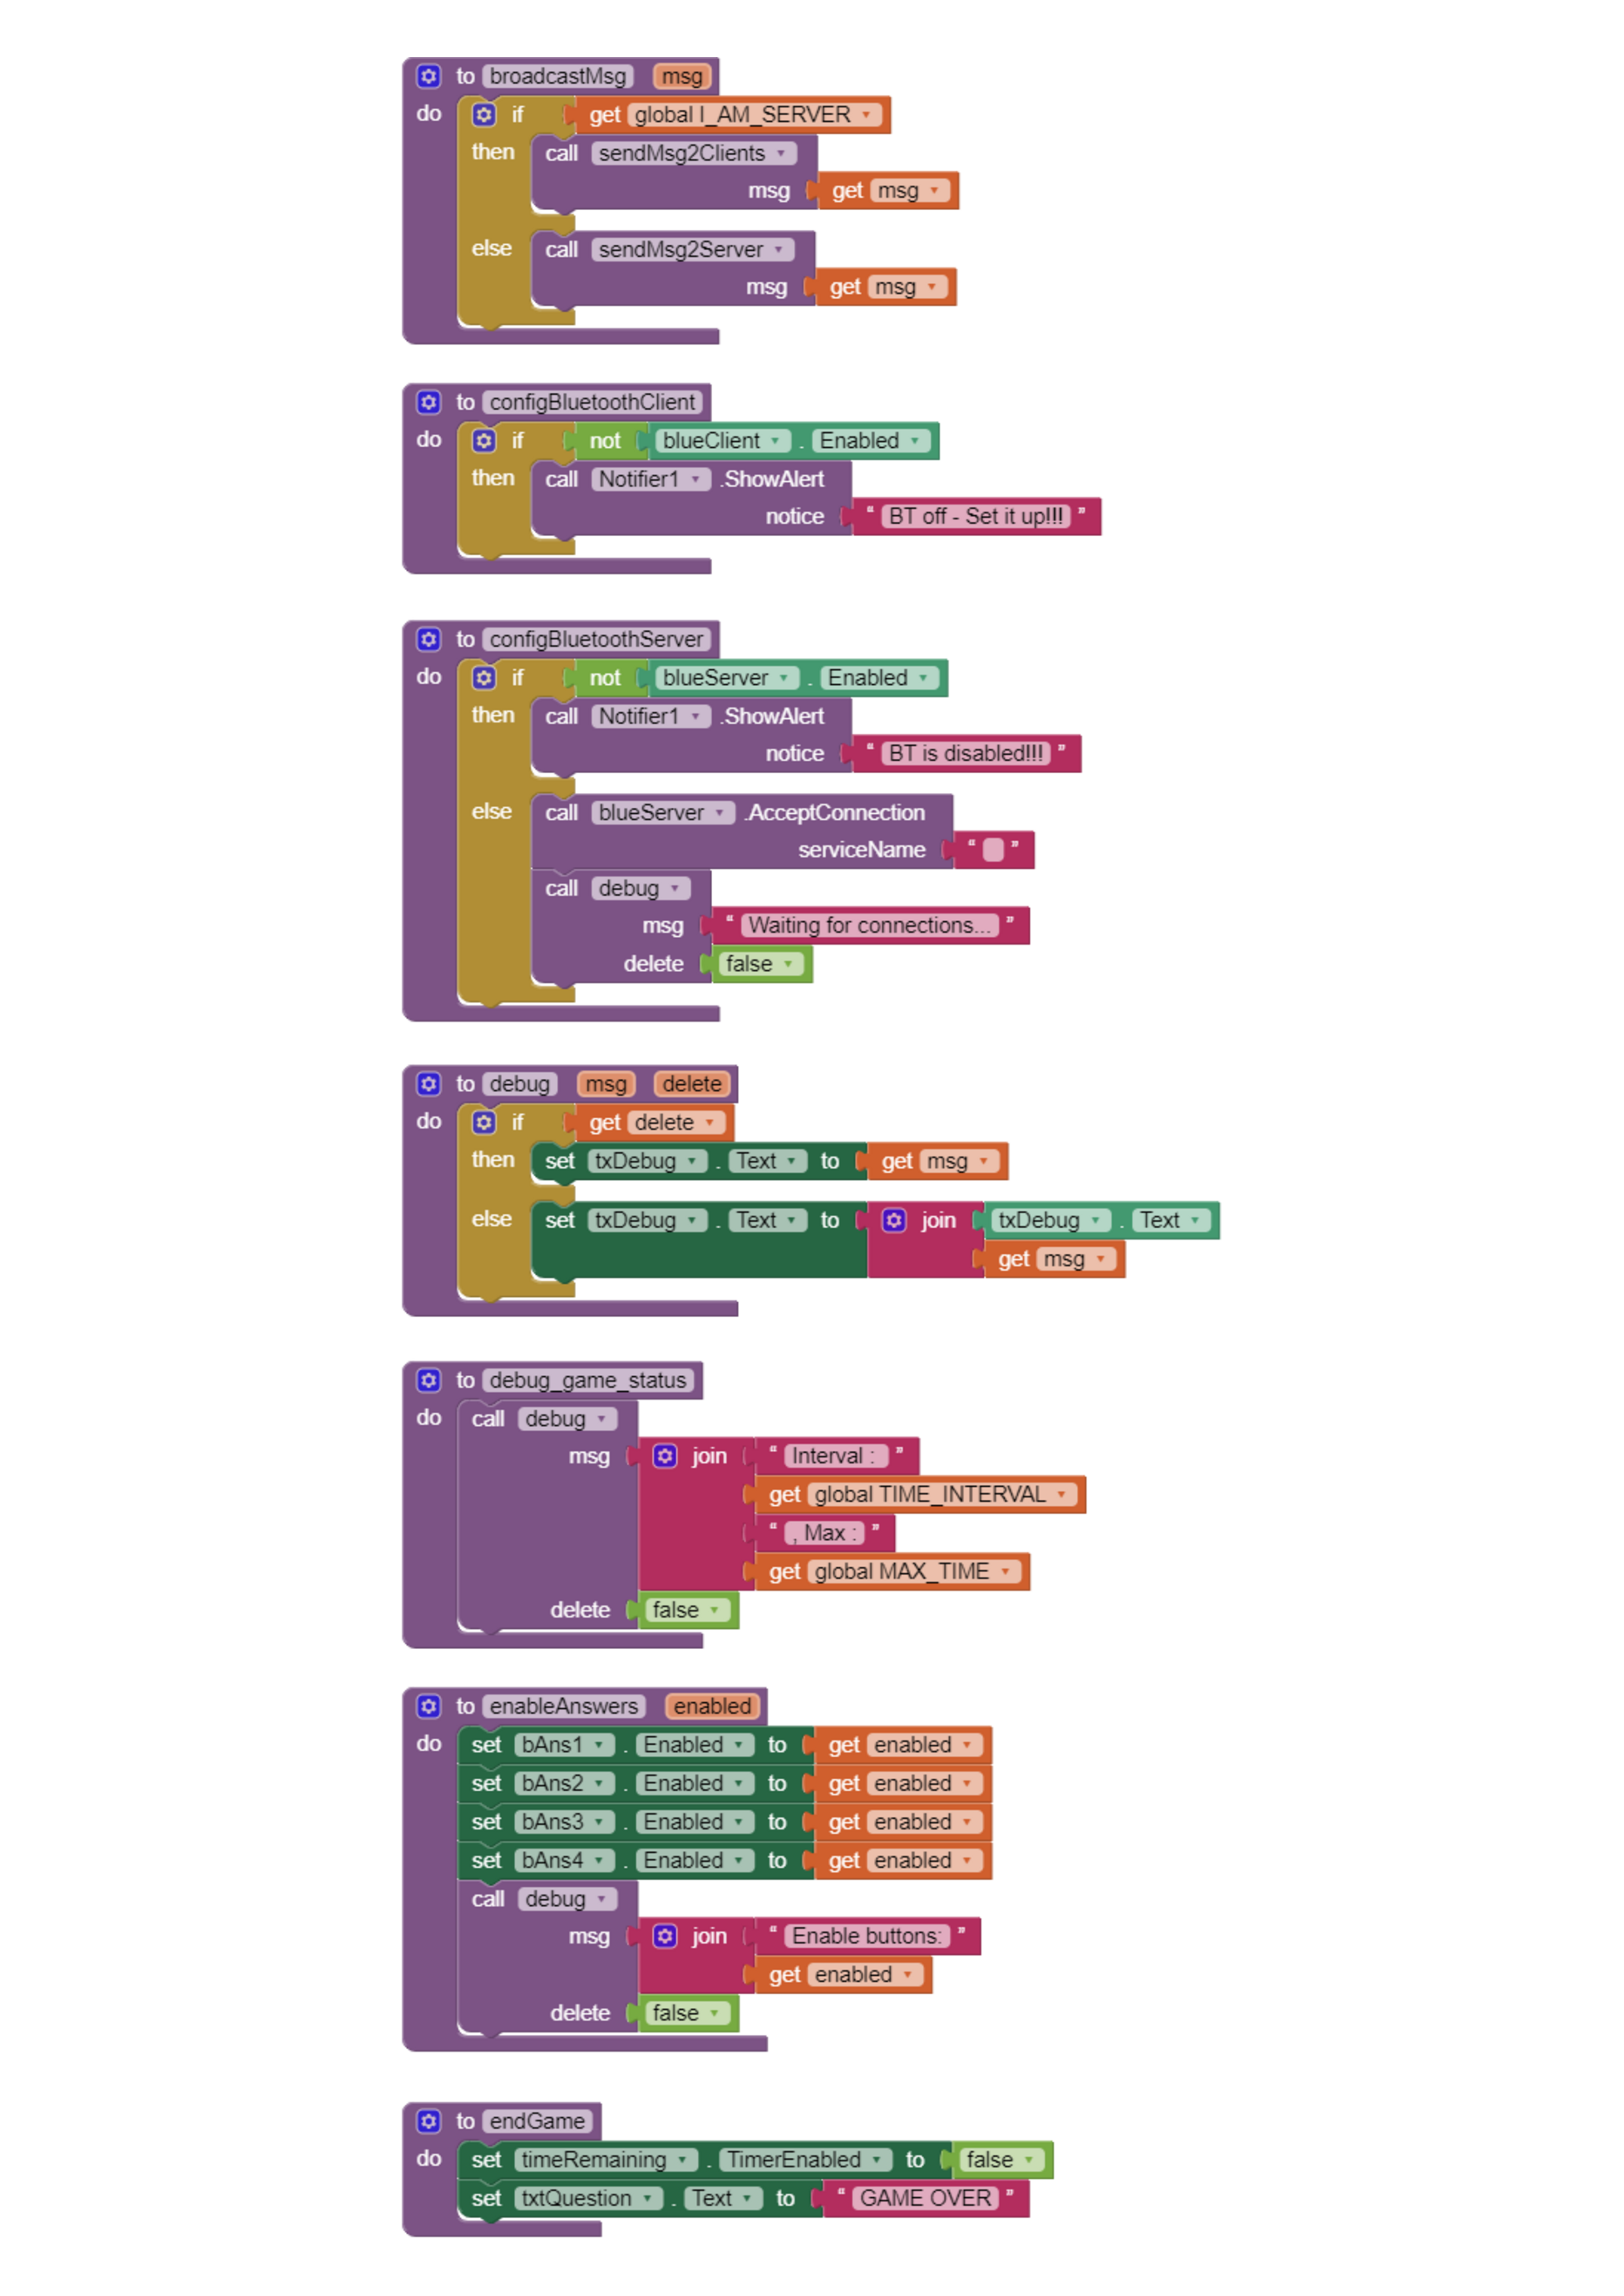 to broadcastMsg msg
do if get global I_AM_SERVER
then call sendMsg2Clients
msg get msg
else call sendMsg2Server
msg get msg
to configBluetoothClient
do if not blueClient . Enabled
then call Notifier1 .ShowAlert
notice “ BT off - Set it up!!! ”
to configBluetoothServer
do if not blueServer . Enabled
then call Notifier1 .ShowAlert
notice “ BT is disabled!!! ”
else call blueServer .AcceptConnection
serviceName “ ”
call debug
msg “ Waiting for connections... ”
delete false
to debug msg delete
do if get delete
then set txDebug . Text to get msg
else set txDebug . Text to join txDebug . Text
get msg
to debug_game_status
do call debug
msg join “ Interval : ”
get global TIME_INTERVAL
“ , Max : ”
get global MAX_TIME
delete false
to enableAnswers enabled
do set bAns1 . Enabled to get enabled
set bAns2 . Enabled to get enabled
set bAns3 . Enabled to get enabled
set bAns4 . Enabled to get enabled
call debug
msg join “ Enable buttons: ”
get enabled
delete false
to endGame
do set timeRemaining . TimerEnabled to false
set txtQuestion . Text to “ GAME OVER ”